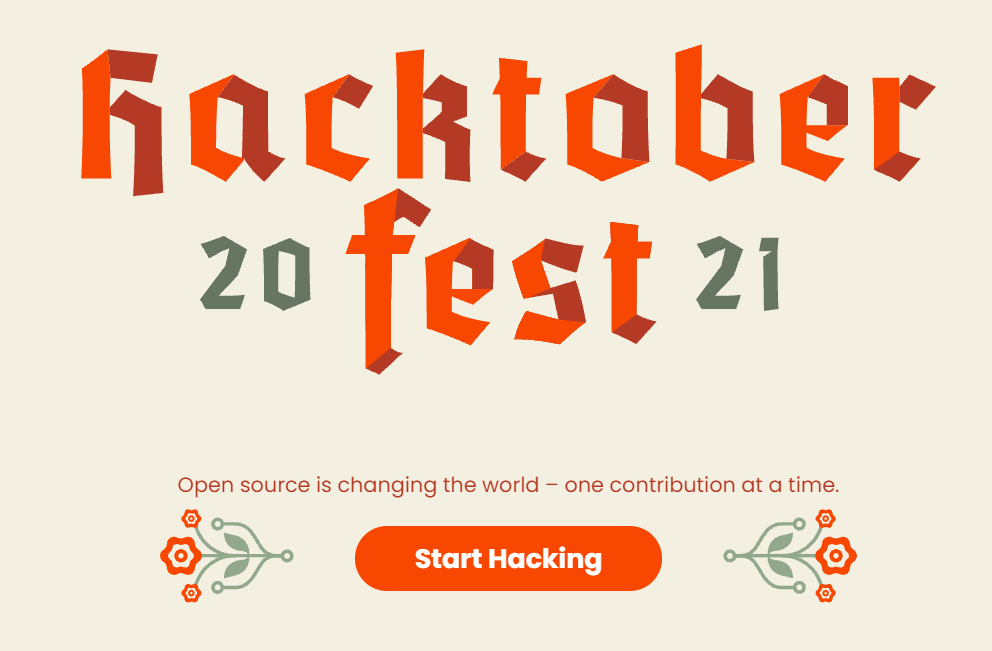 hacktober
20 fest 21
Open source is changing the world – one contribution at a time.
Start Hacking